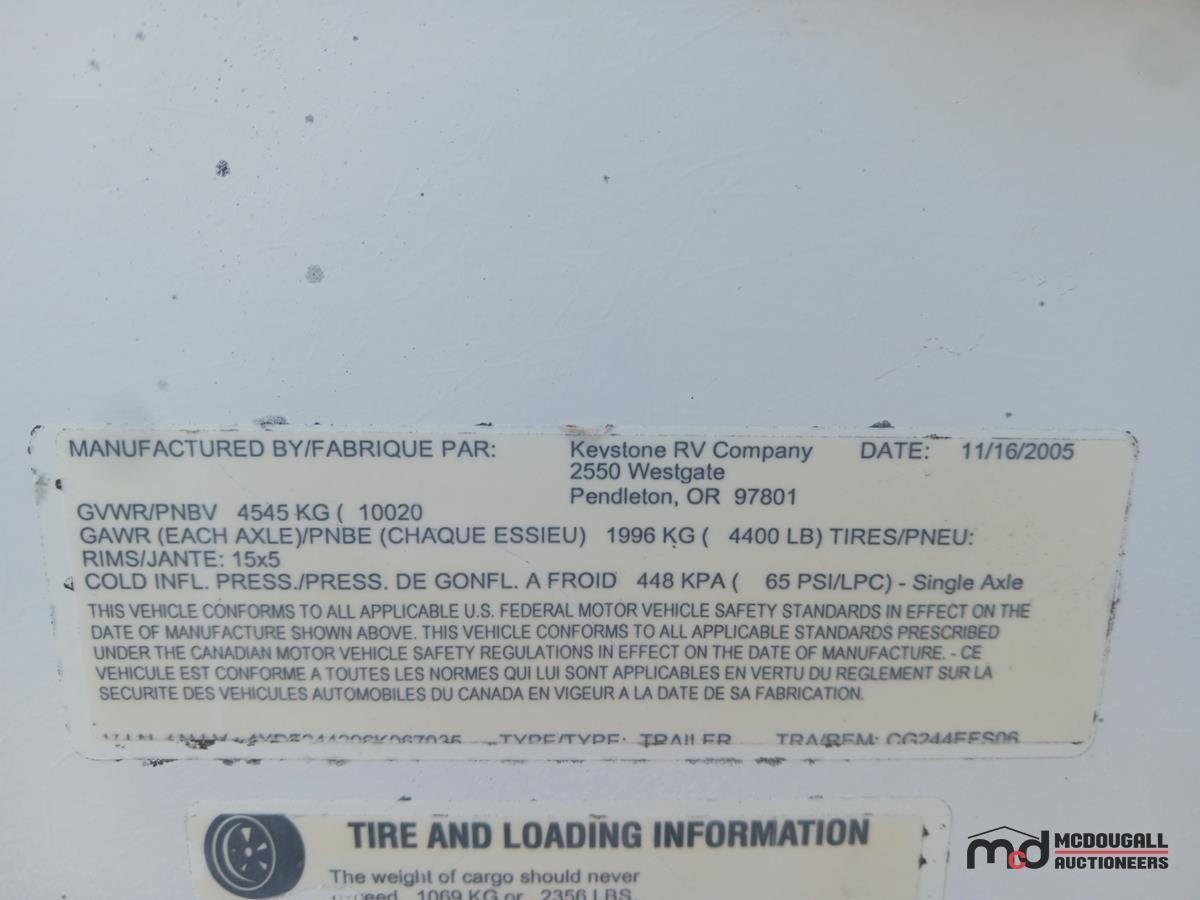 MANUFACTURED BY/FABRIQUE PAR: Keystone RV Company DATE: 11/16/2005
2550 Westgate
Pendleton, OR 97801
GVWR/PNBV 4545 KG ( 10020
GAWR (EACH AXLE)/PNBE (CHAQUE ESSIEU) 1996 KG ( 4400 LB) TIRES/PNEU:
RIMS/JANTE: 15x5
COLD INFL. PRESS./PRESS. DE GONFL. A FROID 448 KPA ( 65 PSI/LPC) - Single Axle
THIS VEHICLE CONFORMS TO ALL APPLICABLE U.S. FEDERAL MOTOR VEHICLE SAFETY STANDARDS IN EFFECT ON THE
DATE OF MANUFACTURE SHOWN ABOVE. THIS VEHICLE CONFORMS TO ALL APPLICABLE STANDARDS PRESCRIBED
UNDER THE CANADIAN MOTOR VEHICLE SAFETY REGULATIONS IN EFFECT ON THE DATE OF MANUFACTURE. - CE
VEHICULE EST CONFORME A TOUTES LES NORMES QUI LUI SONT APPLICABLES EN VERTU DU REGLEMENT SUR LA
SECURITE DES VEHICULES AUTOMOBILES DU CANADA EN VIGEUR A LA DATE DE SA FABRICATION.
TYPE/TYPE: TRAILER
TIRE AND LOADING INFORMATION
The weight of cargo should never
exceed 1069 KG or 2356 LBS.
mcd MCDOUGALL
AUCTIONEERS